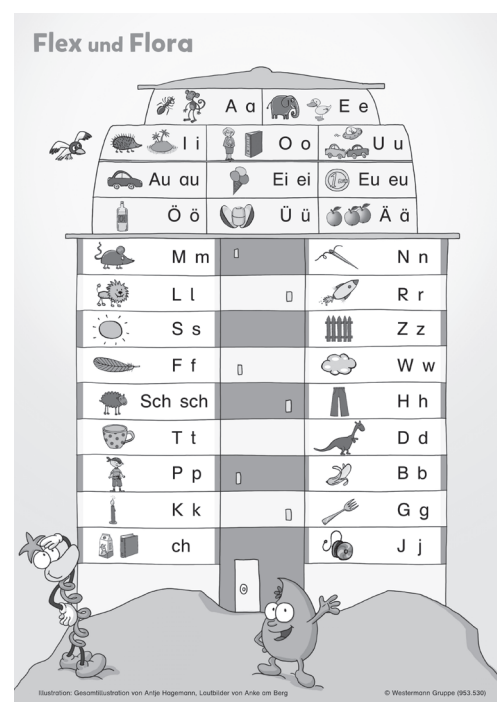 Flex und Flora
A a E e
I i O o U u
Au au Ei ei Eu eu
Ö ö Ü ü Ä ä
M m N n
L l R r
S s Z z
F f W w
Sch sch H h
T t D d
P p B b
K k G g
ch J j
Illustration: Gesamtillustration von Antje Hagemann, Lautbilder von Anke am Berg © Westermann Gruppe (953.530)